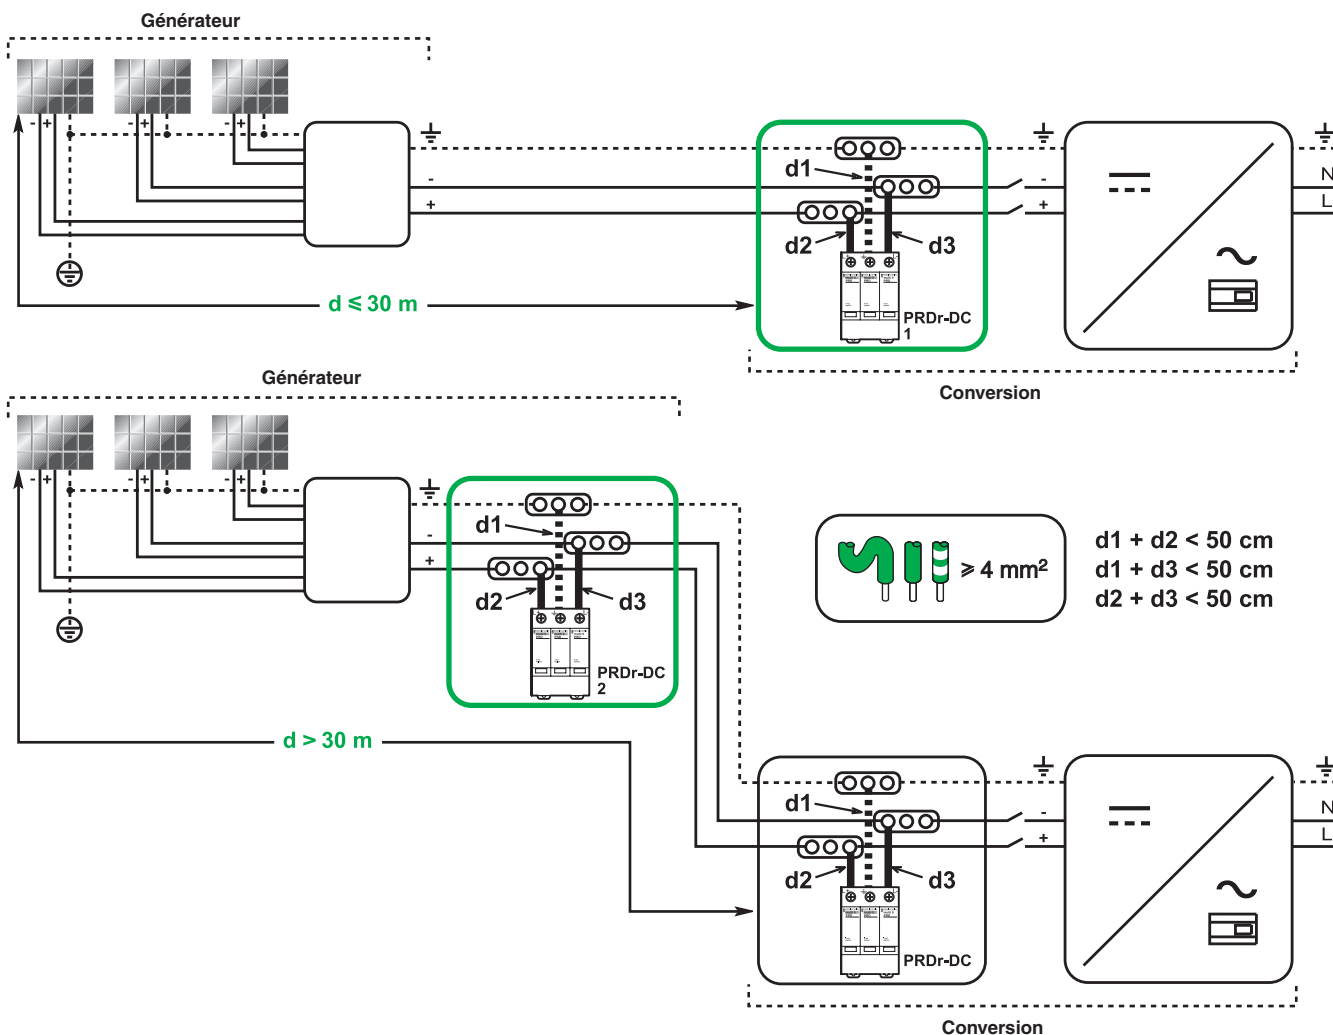 Générateur
- +
-
+
d1
d2
d3
PRDr-DC
1
-
+
N
L
d ≤ 30 m
Conversion
Générateur
- +
-
+
d1
d2
d3
PRDr-DC
2
≥ 4 mm²
d1 + d2 < 50 cm
d1 + d3 < 50 cm
d2 + d3 < 50 cm
d > 30 m
d1
d2
d3
PRDr-DC
-
+
N
L
Conversion